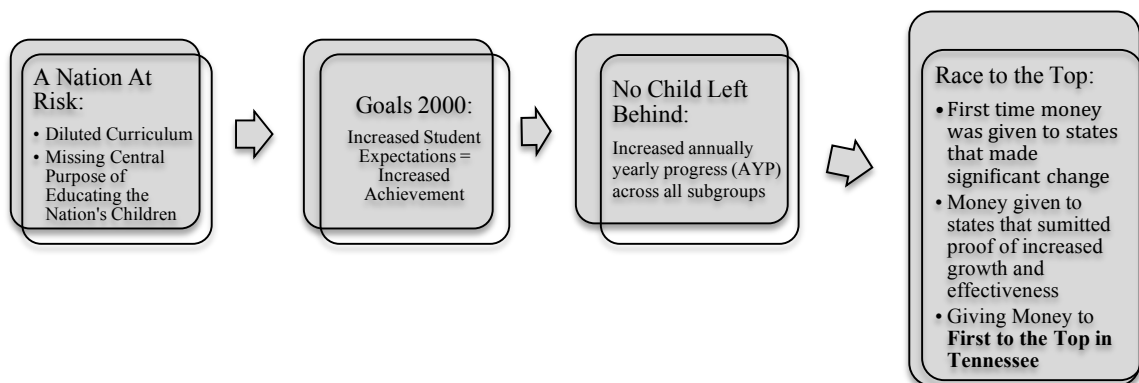 A Nation At
Risk:
• Diluted Curriculum
• Missing Central
Purpose of
Educating the
Nation's Children
Goals 2000:
Increased Student
Expectations =
Increased
Achievement
No Child Left
Behind:
Increased annually
yearly progress (AYP)
across all subgroups
Race to the Top:
•First time money
was given to states
that made
significant change
•Money given to
states that sumitted
proof of increased
growth and
effectiveness
•Giving Money to
First to the Top in
Tennessee